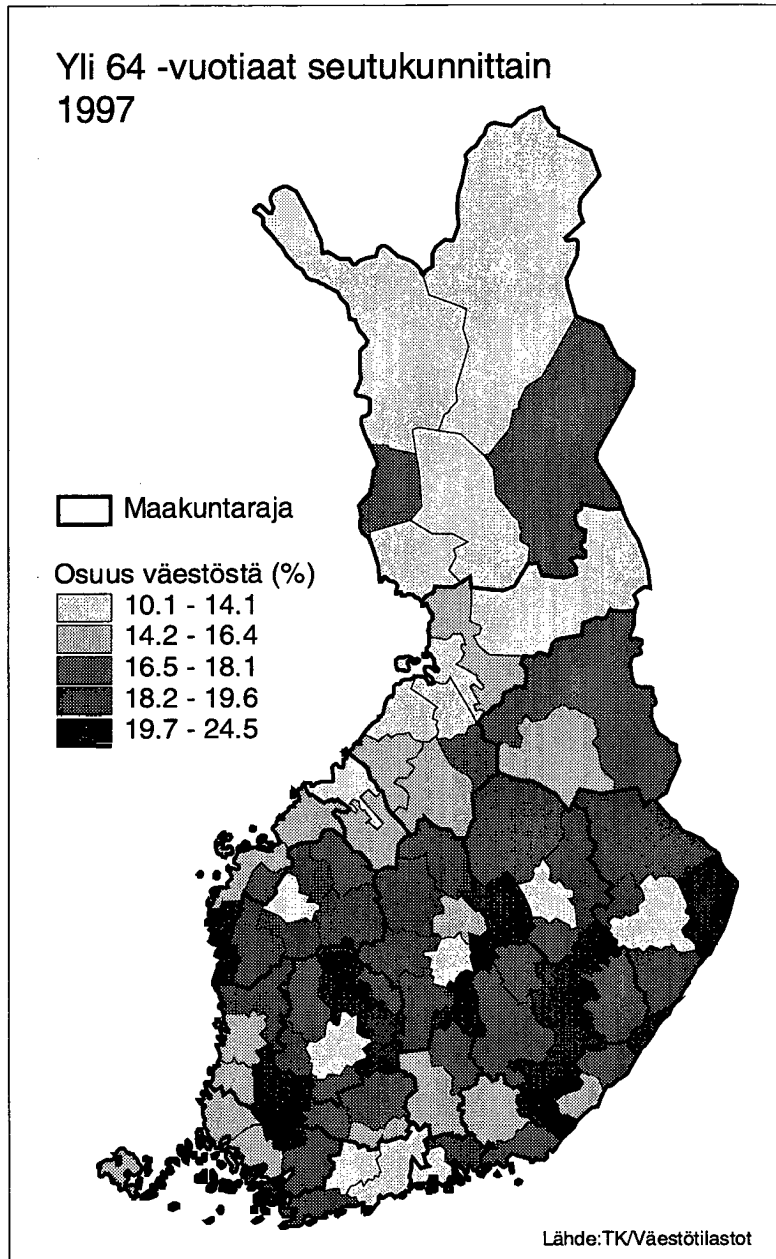 Yli 64 -vuotiaat seutukunnittain
1997
Maakuntaraja
Osuus väestöstä (%)
10.1 - 14.1
14.2 - 16.4
16.5 - 18.1
18.2 - 19.6
19.7 - 24.5
Lähde:TK/Väestötilastot